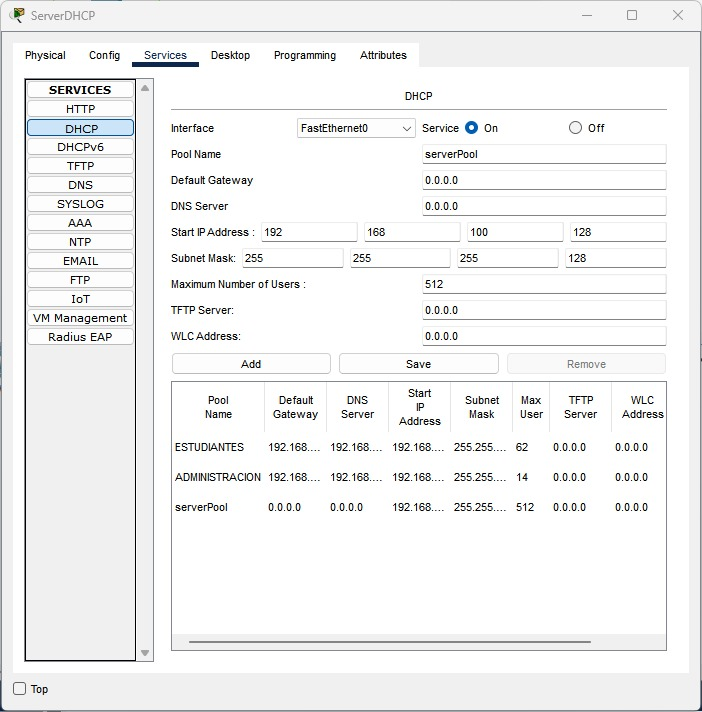 ServerDHCP
Physical Config Services Desktop Programming Attributes
SERVICES
HTTP
DHCP
DHCPv6
TFTP
DNS
SYSLOG
AAA
NTP
EMAIL
FTP
IoT
VM Management
Radius EAP
DHCP
Interface FastEthernet0 Service On Off
Pool Name serverPool
Default Gateway 0.0.0.0
DNS Server 0.0.0.0
Start IP Address : 192 168 100 128
Subnet Mask: 255 255 255 128
Maximum Number of Users : 512
TFTP Server: 0.0.0.0
WLC Address: 0.0.0.0
Add Save Remove
Pool Name Default Gateway DNS Server Start IP Address Subnet Mask Max User TFTP Server WLC Address
ESTUDIANTES 192.168.... 192.168.... 192.168.... 255.255.... 62 0.0.0.0 0.0.0.0
ADMINISTRACION 192.168.... 192.168.... 192.168.... 255.255.... 14 0.0.0.0 0.0.0.0
serverPool 0.0.0.0 0.0.0.0 192.168.... 255.255.... 512 0.0.0.0 0.0.0.0
Top